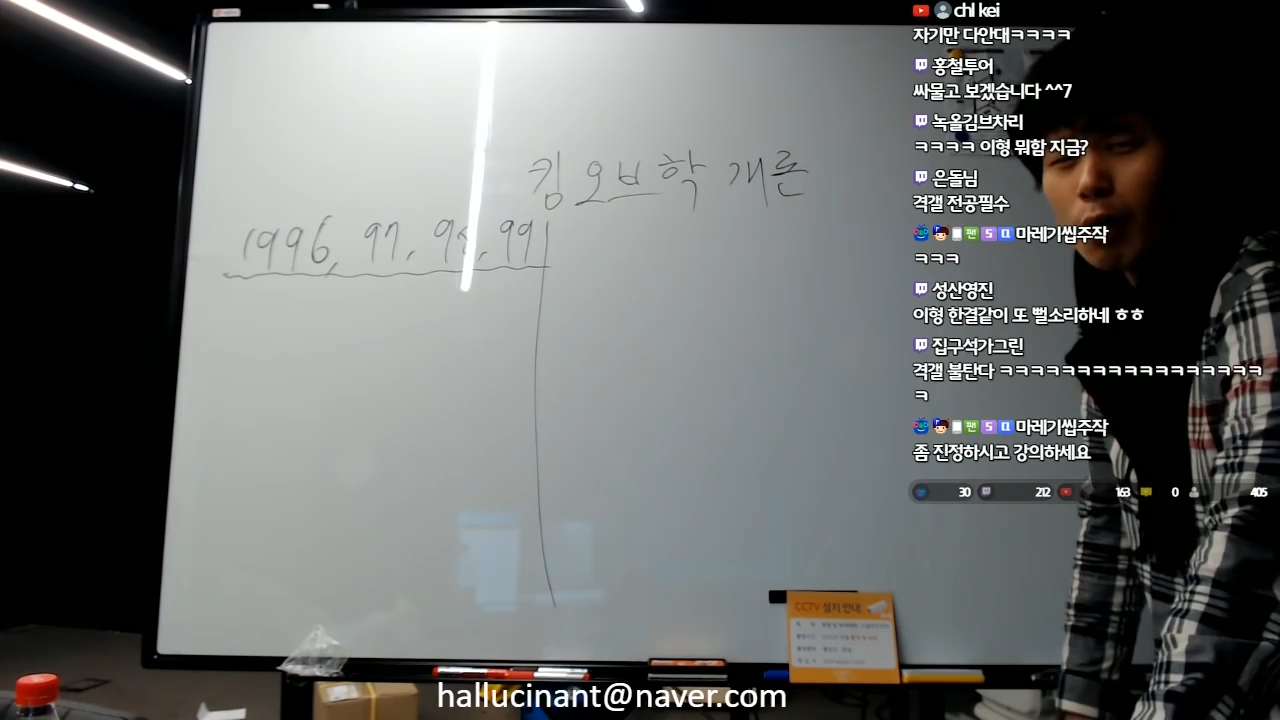 킹 오브 학 개론
1996, 97, 98, 99
chl kei
자기만 다안대ㅋㅋㅋㅋ
홍철투어
싸물고 보겠습니다 ^^7
녹올김브차리
ㅋㅋㅋㅋ 이형 뭐함 지금?
은돌님
격갤 전공필수
팬 5 마레기씹주작
ㅋㅋㅋ
성산영진
이형 한결같이 또 뻘소리하네 ㅎㅎ
집구석가그린
격갤 불탄다 ㅋㅋㅋㅋㅋㅋㅋㅋㅋㅋㅋㅋㅋㅋㅋㅋㅋ
ㅋ
팬 5 마레기씹주작
좀 진정하시고 강의하세요
30 212 163 0 405
CCTV 설치 안내
hallucinant@naver.com